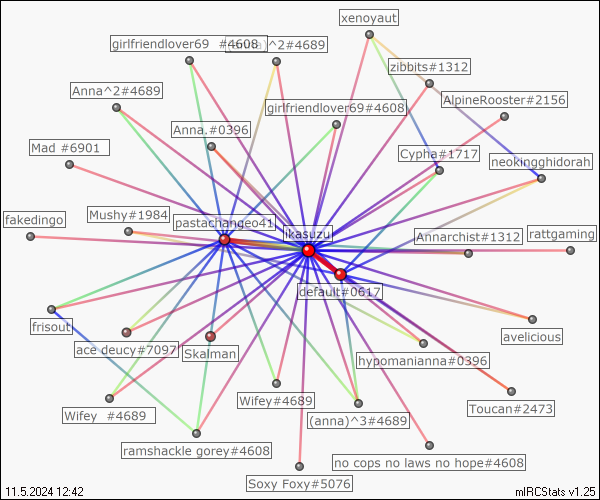 xenoyaut
girlfriendlover69 #4608
^2#4689
zibbits#1312
Anna^2#4689
AlpineRooster#2156
girlfriendlover69#4608
Anna.#0396
Mad #6901
Cypha#1717
neokingghidorah
Mushy#1984
fakedingo
pastachangeo41
ikasuzu
Annarchst#1312
rattgaming
default#0617
frisout
avelicious
ace deucy#7097
Skalman
hypomanianna#0396
Wifey #4689
Wifey#4689
Toucan#2473
(anna)^3#4689
ramshackle gorey#4608
no cops no laws no hope#4608
Soxy Foxy#5076
11.5.2024 12:42
mIRCStats v1.25